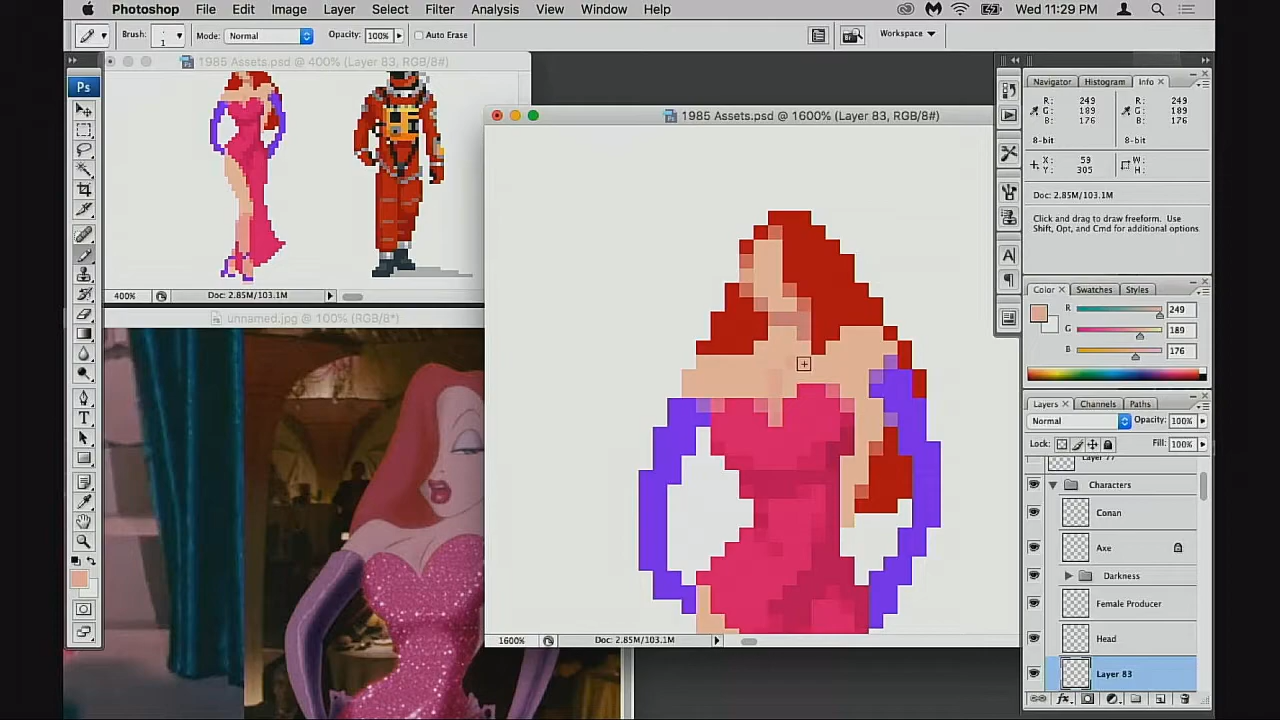 Photoshop File Edit Image Layer Select Filter Analysis View Window Help Wed 11:29 PM
Brush: 1 Mode: Normal Opacity: 100% Auto Erase Workspace
1985 Assets.psd @ 400% (Layer 83, RGB/8#)
400% Doc: 2.85M/103.1M
unnamed.jpg @ 100% (RGB/8*)
1985 Assets.psd @ 1600% (Layer 83, RGB/8#)
1600% Doc: 2.85M/103.1M
Ps
T
Navigator Histogram Info
R: 249 R: 249
G: 189 G: 189
B: 176 B: 176
8-bit 8-bit
X: 59 W:
Y: 305 H:
Doc: 2.85M/103.1M
Click and drag to draw freeform. Use
Shift, Opt, and Cmd for additional options.
Color Swatches Styles
R 249
G 189
B 176
Layers Channels Paths
Normal Opacity: 100%
Lock: Fill: 100%
Layer 77
Characters
Conan
Axe
Darkness
Female Producer
Head
Layer 83
fx